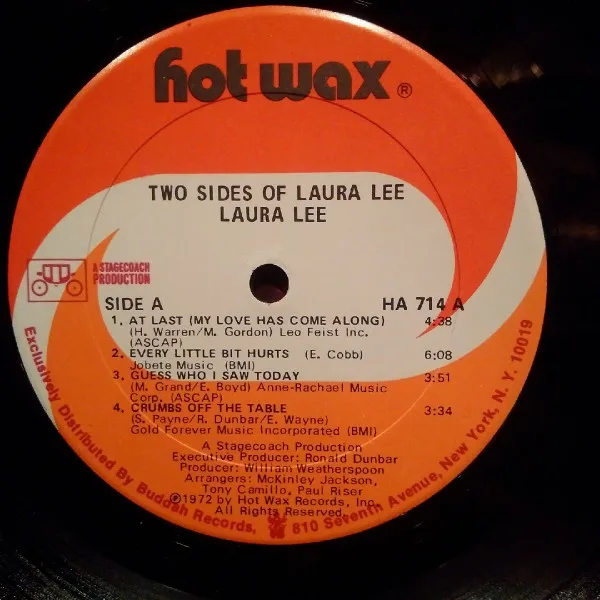 hot wax ®
TWO SIDES OF LAURA LEE
LAURA LEE
A STAGECOACH
PRODUCTION
SIDE A HA 714 A
1. AT LAST (MY LOVE HAS COME ALONG) 4:38
(H. Warren/M. Gordon) Leo Feist Inc.
(ASCAP)
2. EVERY LITTLE BIT HURTS (E. Cobb) 6:08
Jobete Music (BMI)
3. GUESS WHO I SAW TODAY 3:51
(M. Grand/E. Boyd) Anne-Rachael Music
Corp. (ASCAP)
4. CRUMBS OFF THE TABLE 3:34
(S. Payne/R. Dunbar/E. Wayne)
Gold Forever Music Incorporated (BMI)
A Stagecoach Production
Executive Producer: Ronald Dunbar
Producer: William Weatherspoon
Arrangers: McKinley Jackson,
Tony Camillo, Paul Riser
℗1972 by Hot Wax Records, Inc.
All Rights Reserved
Exclusively Distributed By Buddah Records, 810 Seventh Avenue, New York, N. Y. 10019